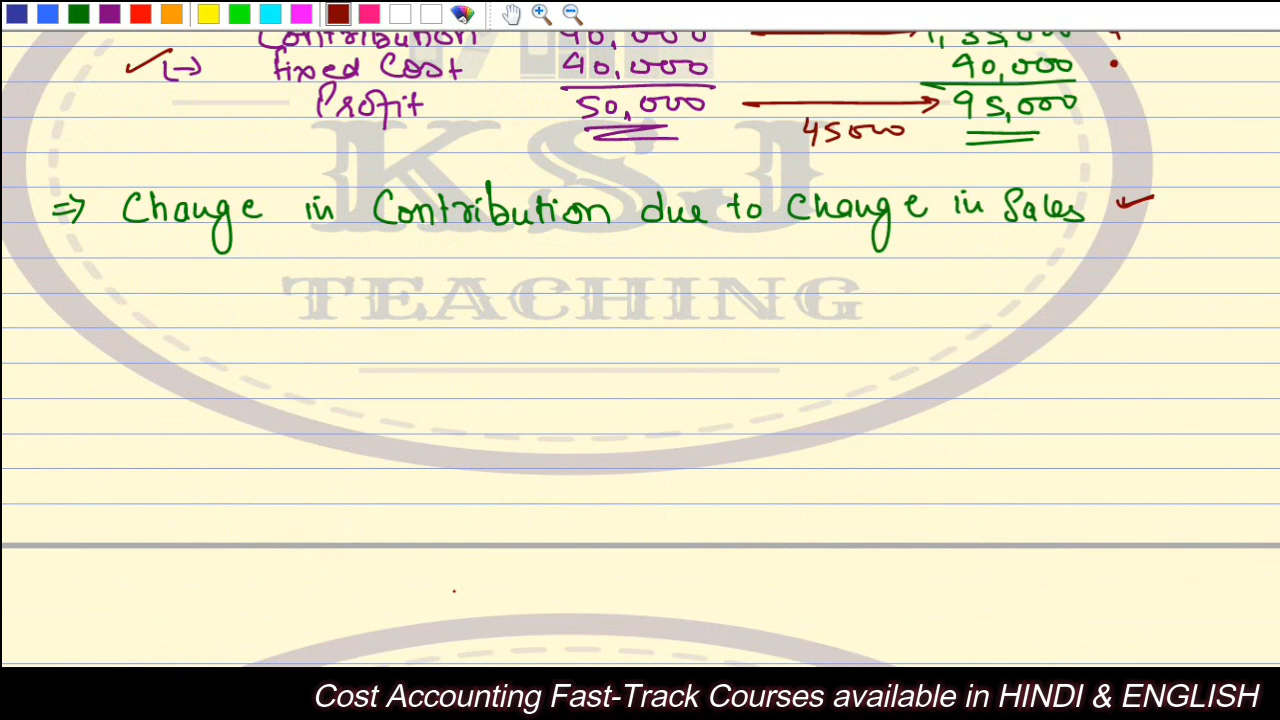 Contribution 90,000 1,35,000
↳ Fixed Cost 40,000 40,000
Profit 50,000 95,000
45000
⇒ Change in Contribution due to Change in Sales
KSJ
TEACHING
Cost Accounting Fast-Track Courses available in HINDI & ENGLISH